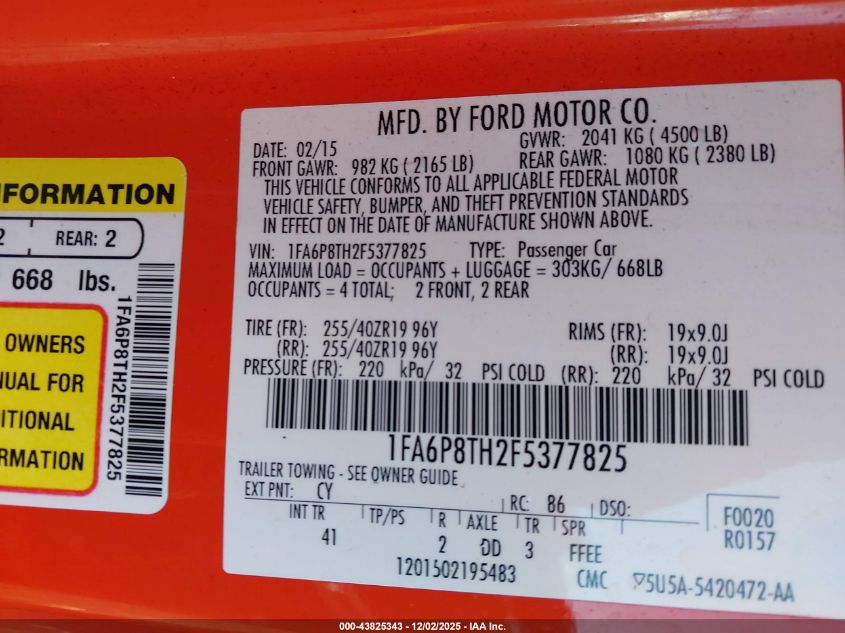 MFD. BY FORD MOTOR CO.
DATE: 02/15 GVWR: 2041 KG ( 4500 LB)
FRONT GAWR: 982 KG ( 2165 LB) REAR GAWR: 1080 KG ( 2380 LB)
THIS VEHICLE CONFORMS TO ALL APPLICABLE FEDERAL MOTOR
VEHICLE SAFETY, BUMPER, AND THEFT PREVENTION STANDARDS
IN EFFECT ON THE DATE OF MANUFACTURE SHOWN ABOVE.
VIN: 1FA6P8TH2F5377825 TYPE: Passenger Car
MAXIMUM LOAD = OCCUPANTS + LUGGAGE = 303KG/ 668LB
OCCUPANTS = 4 TOTAL; 2 FRONT, 2 REAR
TIRE (FR): 255/40ZR19 96Y RIMS (FR): 19x9.0J
(RR): 255/40ZR19 96Y (RR): 19x9.0J
PRESSURE (FR): 220 kPa/ 32 PSI COLD (RR): 220 kPa/ 32 PSI COLD
1FA6P8TH2F5377825
TRAILER TOWING - SEE OWNER GUIDE
EXT PNT: CY RC: 86 DSO:
INT TR TP/PS R AXLE TR SPR F0020
41 2 DD 3 FFEE R0157
1201502195483 CMC ▽5U5A-5420472-AA
FORMATION
2 REAR: 2
668 lbs.
OWNERS
NUAL FOR
DITIONAL
RMATION
1FA6P8TH2F5377825
000-43825343 - 12/02/2025 - IAA Inc.